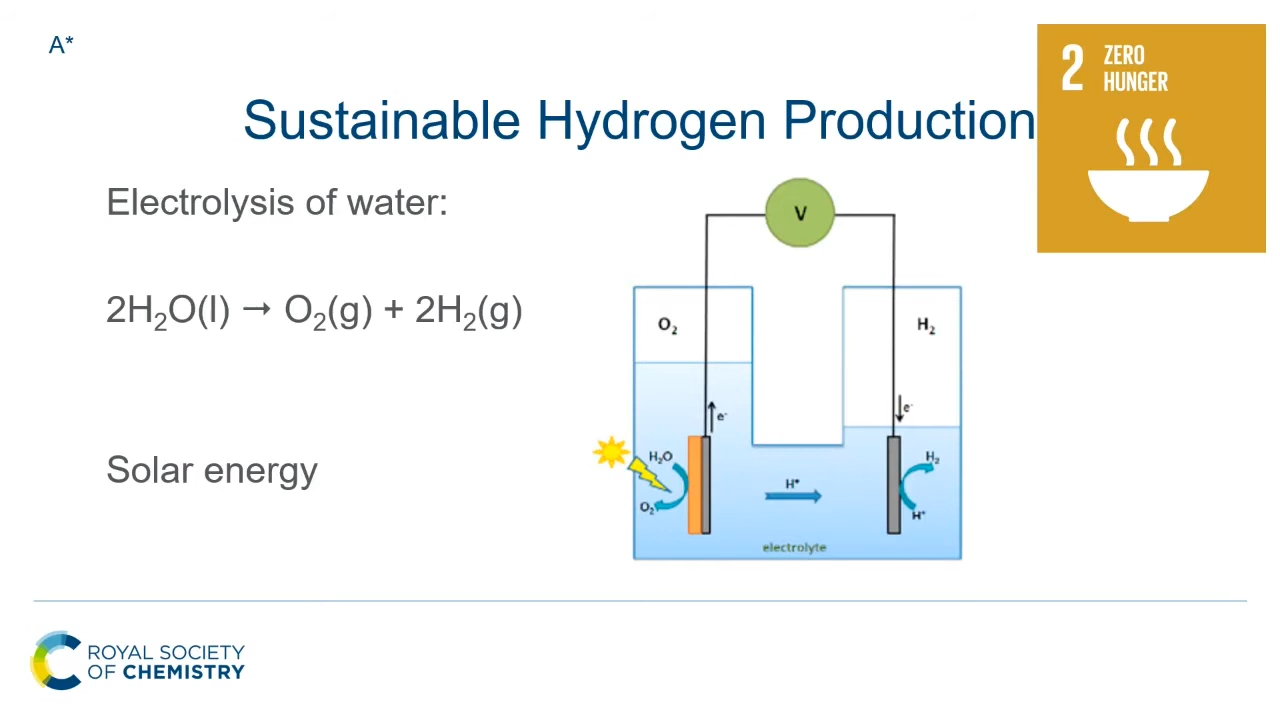 A*
2 ZERO
HUNGER
Sustainable Hydrogen Production
Electrolysis of water:
2H₂O(l) → O₂(g) + 2H₂(g)
Solar energy
V
O₂
H₂
e⁻
e⁻
H₂O
O₂
H⁺
H₂
H⁺
electrolyte
ROYAL SOCIETY
OF CHEMISTRY